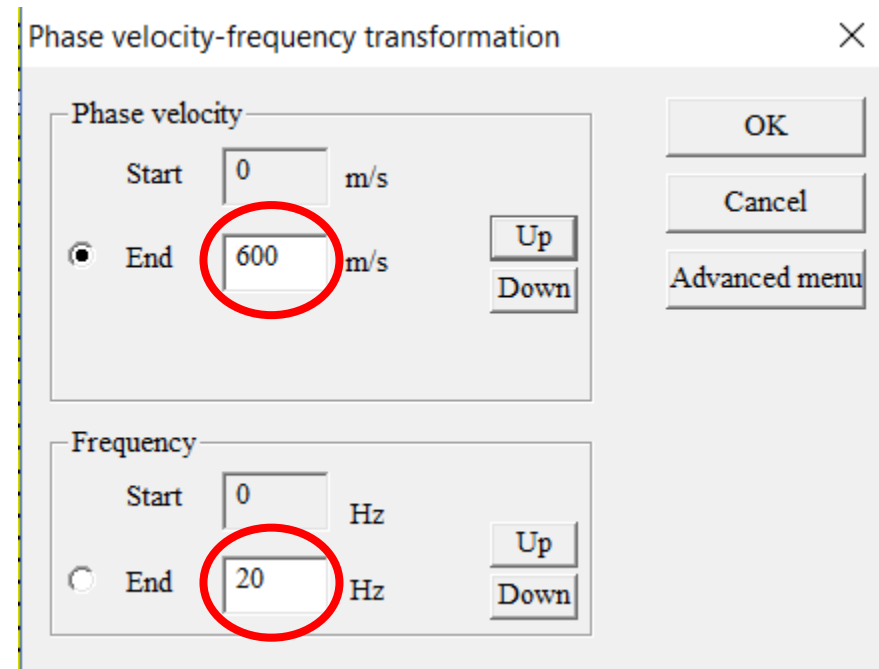 Phase velocity-frequency transformation
Phase velocity
Start 0 m/s
End 600 m/s
Up
Down
OK
Cancel
Advanced menu
Frequency
Start 0 Hz
End 20 Hz
Up
Down